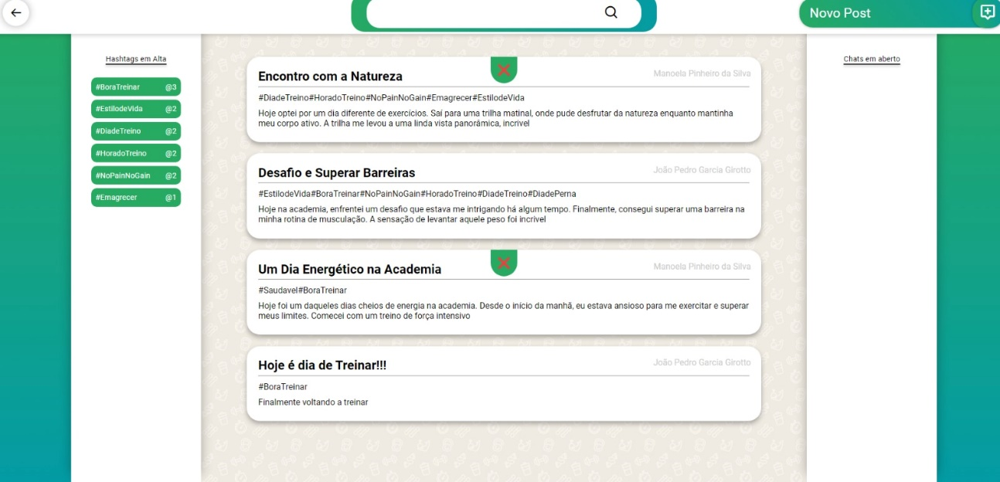 Novo Post
Hashtags em Alta
#BoraTreinar @3
#EstilodeVida @2
#DiadeTreino @2
#HoradoTreino @2
#NoPainNoGain @2
#Emagrecer @1
Encontro com a Natureza
Manoela Pinheiro da Silva
#DiadeTreino#HoradoTreino#NoPainNoGain#Emagrecer#EstilodeVida
Hoje optei por um dia diferente de exercícios. Saí para uma trilha matinal, onde pude desfrutar da natureza enquanto mantinha
meu corpo ativo. A trilha me levou a uma linda vista panorâmica, incrivel
Desafio e Superar Barreiras
João Pedro Garcia Girotto
#EstilodeVida#BoraTreinar#NoPainNoGain#HoradoTreino#DiadeTreino#DiadePerna
Hoje na academia, enfrentei um desafio que estava me intrigando há algum tempo. Finalmente, consegui superar uma barreira na
minha rotina de musculação. A sensação de levantar aquele peso foi incrivel
Um Dia Energético na Academia
Manoela Pinheiro da Silva
#Saudavel#BoraTreinar
Hoje foi um daqueles dias cheios de energia na academia. Desde o início da manhã, eu estava ansioso para me exercitar e superar
meus limites. Comecei com um treino de força intensivo
Hoje é dia de Treinar!!!
João Pedro Garcia Girotto
#BoraTreinar
Finalmente voltando a treinar
Chats em aberto